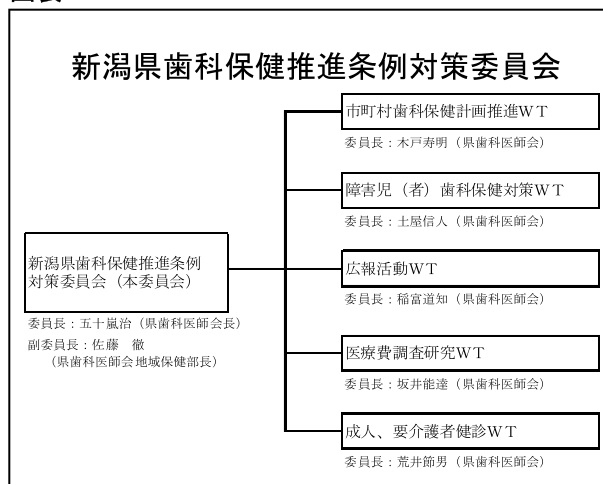 新潟県歯科保健推進条例対策委員会
市町村歯科保健計画推進WT
委員長：木戸寿明（県歯科医師会）
障害児（者）歯科保健対策WT
委員長：土屋信人（県歯科医師会）
新潟県歯科保健推進条例
対策委員会（本委員会）
委員長：五十嵐治（県歯科医師会長）
副委員長：佐藤　徹
（県歯科医師会地域保健部長）
広報活動WT
委員長：稲富道知（県歯科医師会）
医療費調査研究WT
委員長：坂井能達（県歯科医師会）
成人、要介護者健診WT
委員長：荒井節男（県歯科医師会）